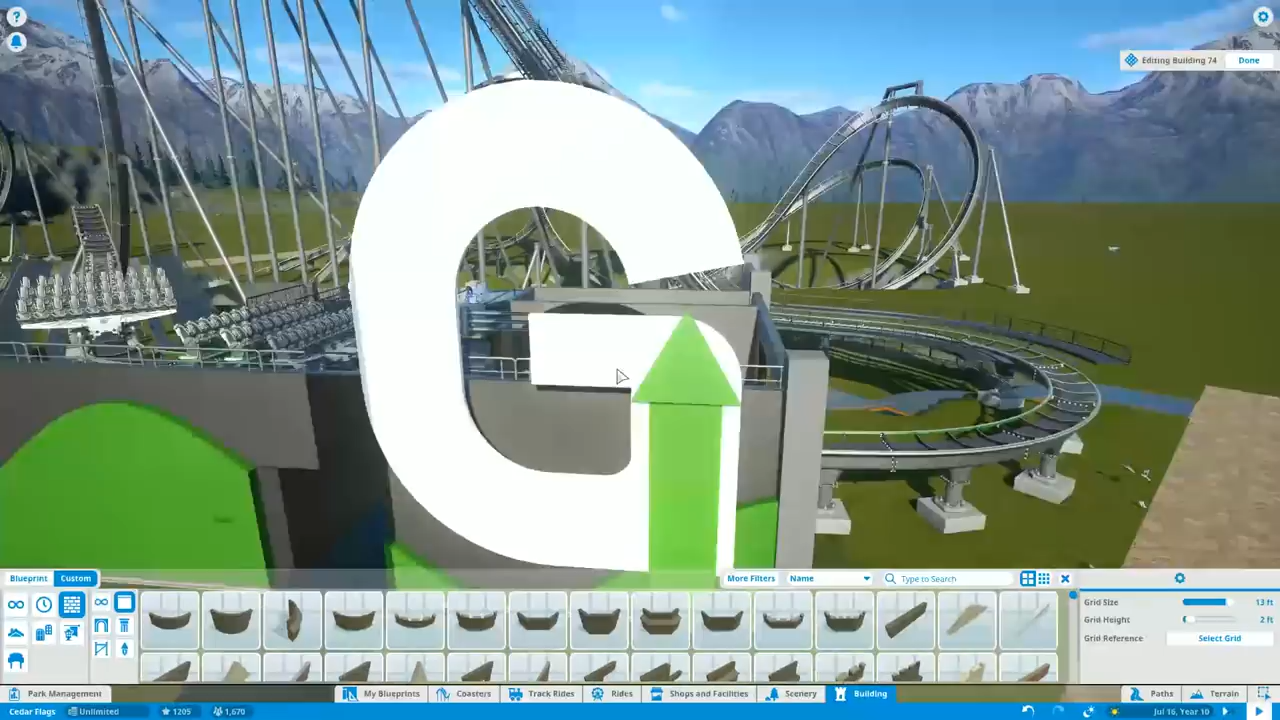 ?
Editing Building 74
Done
G
Blueprint
Custom
More Filters
Name
Type to Search
Grid Size
13 ft
Grid Height
2 ft
Grid Reference
Select Grid
Park Management
My Blueprints
Coasters
Track Rides
Rides
Shops and Facilities
Scenery
Building
Paths
Terrain
Cedar Flags
Unlimited
1205
1,670
Jul 16, Year 10